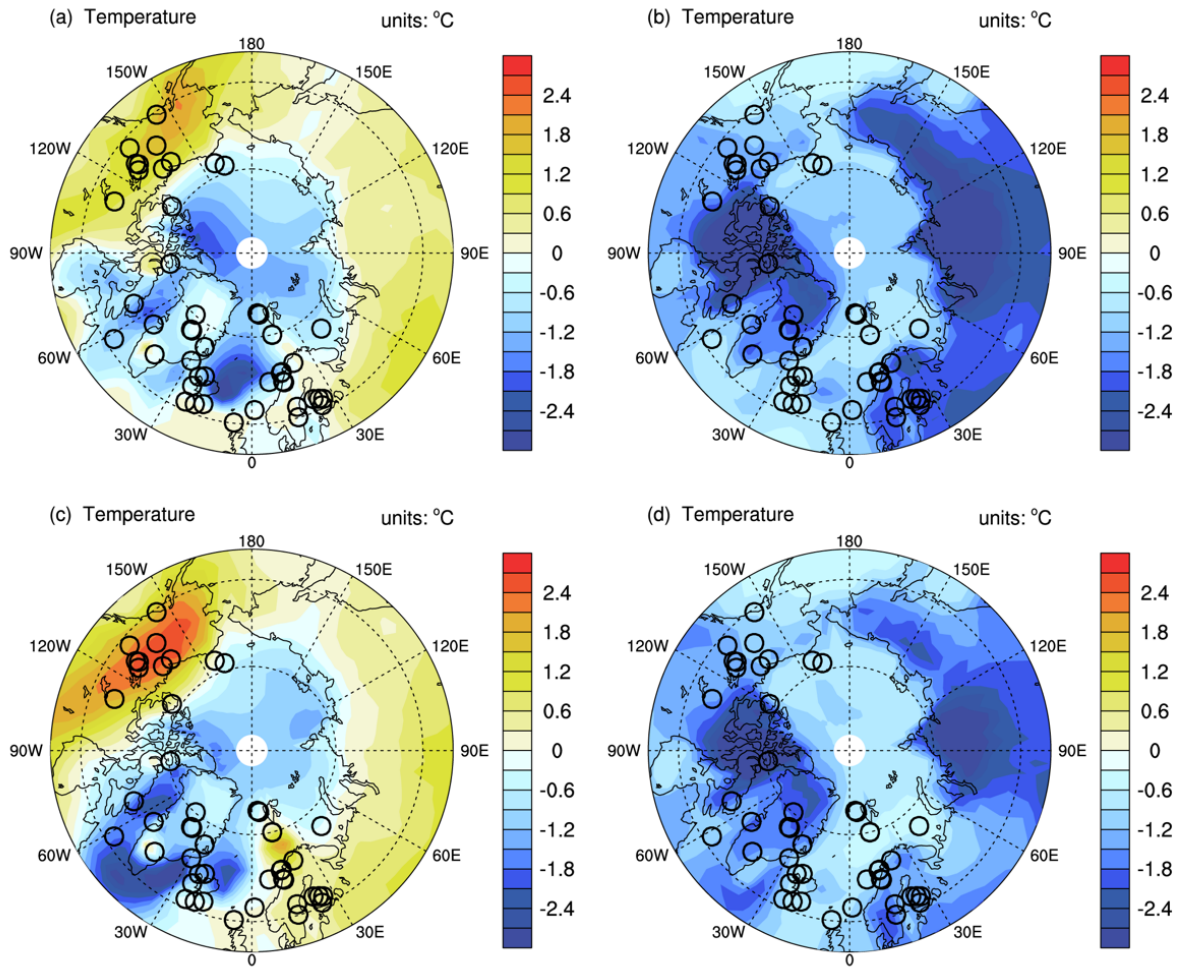 (a) Temperature units: °C
180
150W 150E
120W 120E
90W 90E
60W 60E
30W 30E
0
2.4
1.8
1.2
0.6
0
-0.6
-1.2
-1.8
-2.4
(b) Temperature units: °C
180
150W 150E
120W 120E
90W 90E
60W 60E
30W 30E
0
2.4
1.8
1.2
0.6
0
-0.6
-1.2
-1.8
-2.4
(c) Temperature units: °C
180
150W 150E
120W 120E
90W 90E
60W 60E
30W 30E
0
2.4
1.8
1.2
0.6
0
-0.6
-1.2
-1.8
-2.4
(d) Temperature units: °C
180
150W 150E
120W 120E
90W 90E
60W 60E
30W 30E
0
2.4
1.8
1.2
0.6
0
-0.6
-1.2
-1.8
-2.4